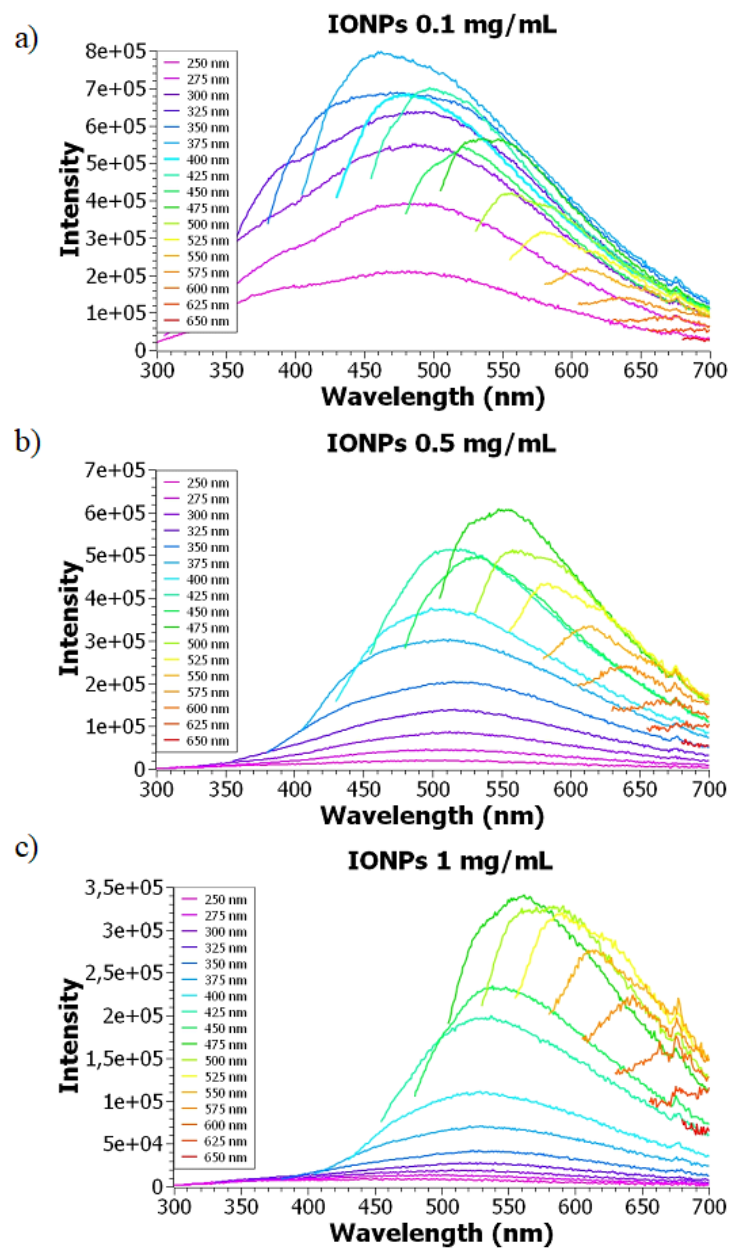 a)
IONPs 0.1 mg/mL
8e+05
7e+05
6e+05
5e+05
4e+05
3e+05
2e+05
1e+05
0
Intensity
250 nm
275 nm
300 nm
325 nm
350 nm
375 nm
400 nm
425 nm
450 nm
475 nm
500 nm
525 nm
550 nm
575 nm
600 nm
625 nm
650 nm
300 400 450 500 550 600 650 700
Wavelength (nm)
b)
IONPs 0.5 mg/mL
7e+05
6e+05
5e+05
4e+05
3e+05
2e+05
1e+05
0
Intensity
250 nm
275 nm
300 nm
325 nm
350 nm
375 nm
400 nm
425 nm
450 nm
475 nm
500 nm
525 nm
550 nm
575 nm
600 nm
625 nm
650 nm
300 350 400 450 500 550 600 650 700
Wavelength (nm)
c)
IONPs 1 mg/mL
3,5e+05
3e+05
2,5e+05
2e+05
1,5e+05
1e+05
5e+04
0
Intensity
250 nm
275 nm
300 nm
325 nm
350 nm
375 nm
400 nm
425 nm
450 nm
475 nm
500 nm
525 nm
550 nm
575 nm
600 nm
625 nm
650 nm
300 350 400 450 500 550 600 650 700
Wavelength (nm)